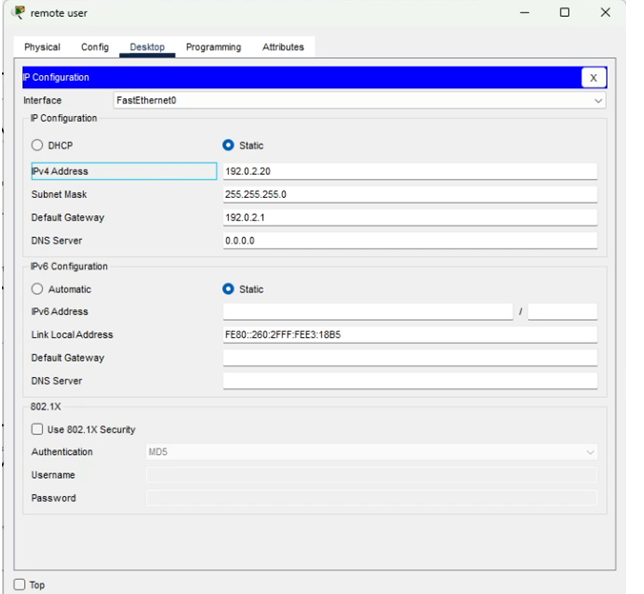 remote user
Physical Config Desktop Programming Attributes
IP Configuration X
Interface FastEthernet0
IP Configuration
DHCP Static
IPv4 Address 192.0.2.20
Subnet Mask 255.255.255.0
Default Gateway 192.0.2.1
DNS Server 0.0.0.0
IPv6 Configuration
Automatic Static
IPv6 Address /
Link Local Address FE80::260:2FFF:FEE3:18B5
Default Gateway
DNS Server
802.1X
Use 802.1X Security
Authentication MD5
Username
Password
Top